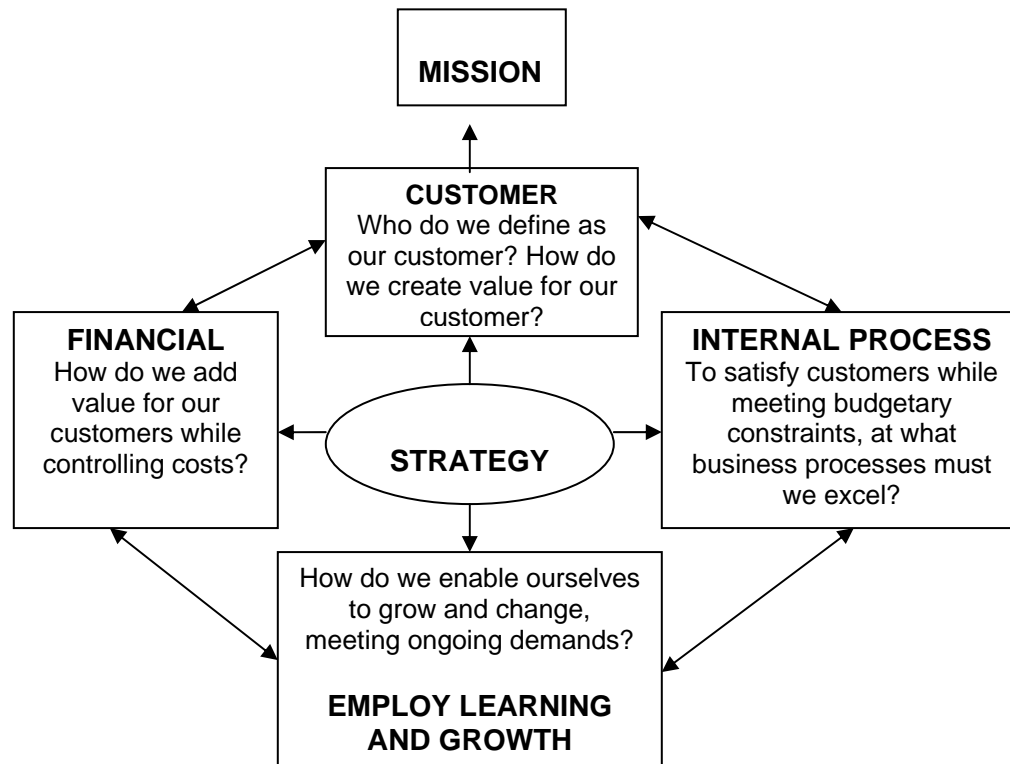 MISSION
CUSTOMER
Who do we define as
our customer? How do
we create value for our
customer?
FINANCIAL
How do we add
value for our
customers while
controlling costs?
STRATEGY
INTERNAL PROCESS
To satisfy customers while
meeting budgetary
constraints, at what
business processes must
we excel?
How do we enable ourselves
to grow and change,
meeting ongoing demands?
EMPLOY LEARNING
AND GROWTH